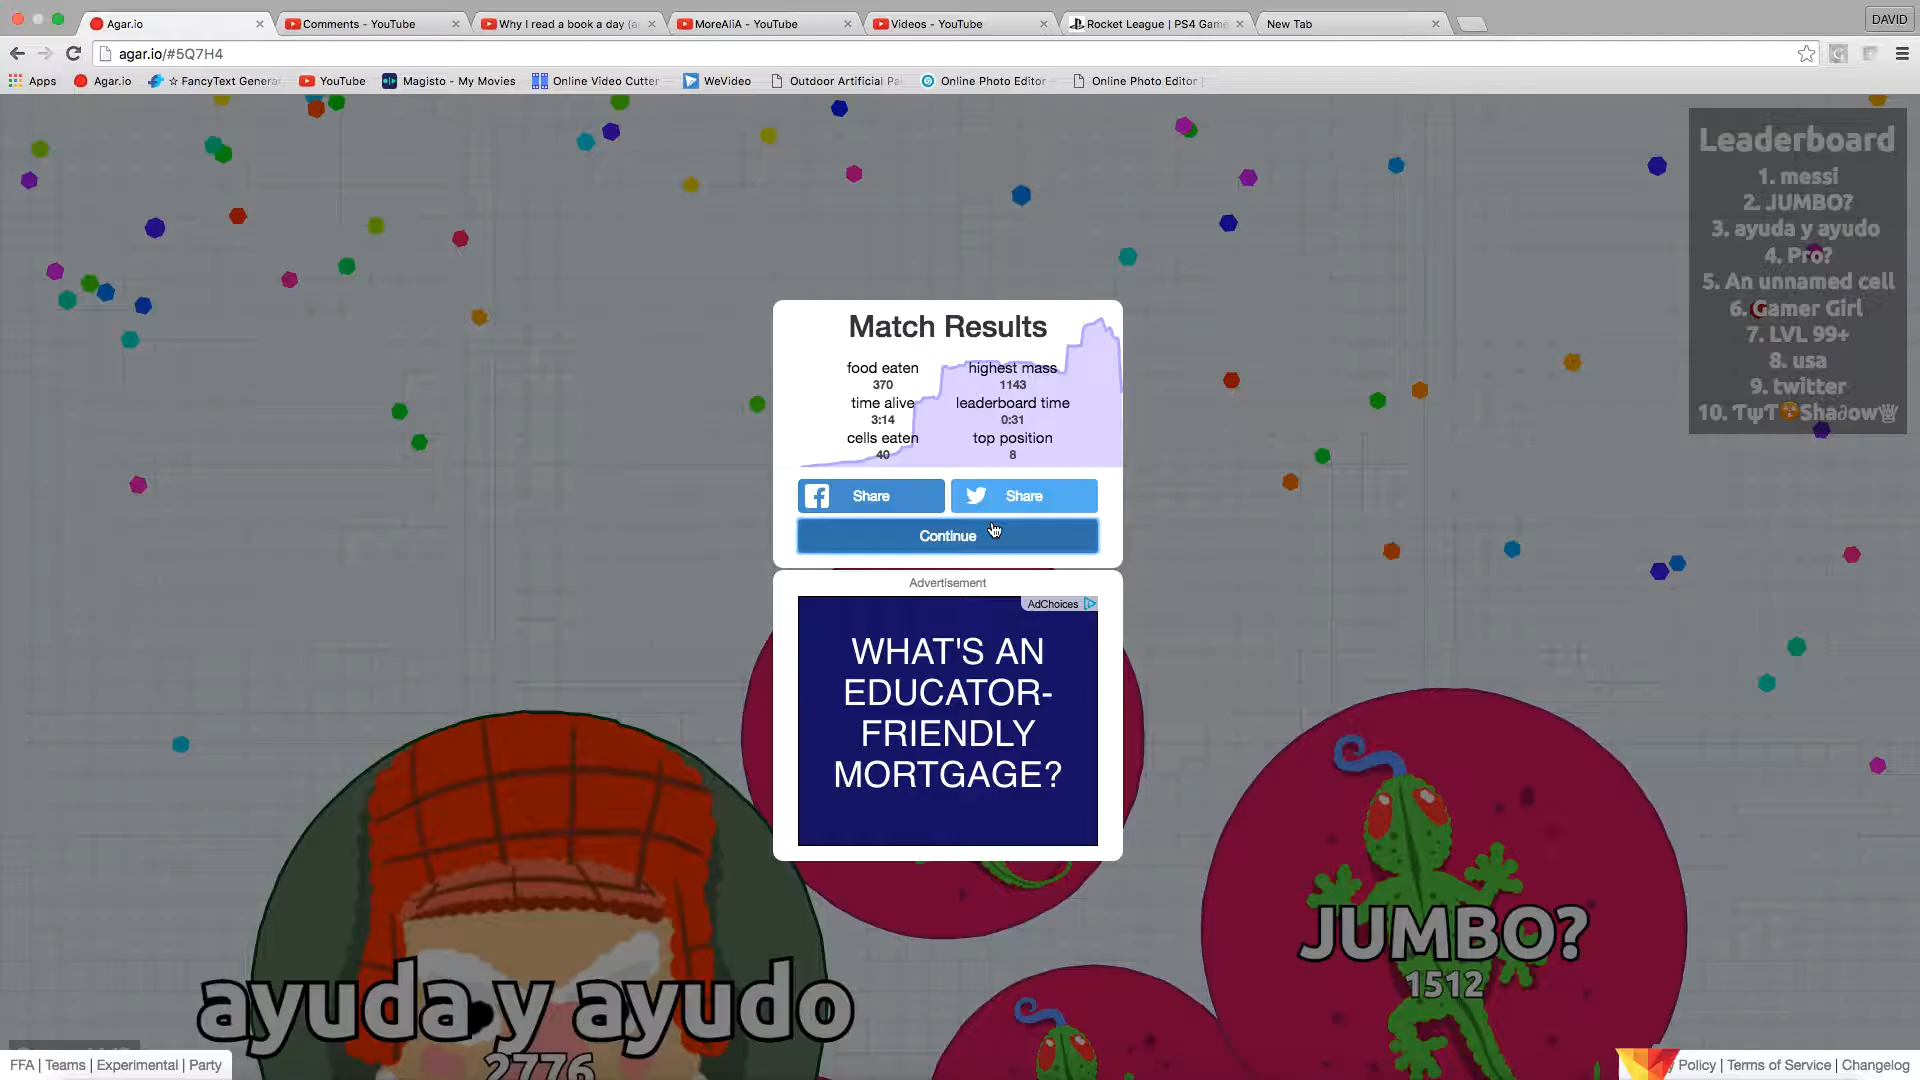 Agar.io
Comments - YouTube
Why I read a book a day (a
MoreAliA - YouTube
Videos - YouTube
Rocket League | PS4 Game
New Tab
DAVID
agar.io/#5Q7H4
Apps
Agar.io
☆ FancyText Genera
YouTube
Magisto - My Movies
Online Video Cutter
WeVideo
Outdoor Artificial Pa
Online Photo Editor
Online Photo Editor
Leaderboard
1. messi
2. JUMBO?
3. ayuda y ayudo
4. Pro?
5. An unnamed cell
6. Gamer Girl
7. LVL 99+
8. usa
9. twitter
10. ƬψƬ😡Sha∂ow♕
Match Results
food eaten
370
highest mass
1143
time alive
3:14
leaderboard time
0:31
cells eaten
40
top position
8
Share
Share
Continue
Advertisement
AdChoices
WHAT'S AN
EDUCATOR-
FRIENDLY
MORTGAGE?
ayuda y ayudo
2776
JUMBO?
1512
FFA | Teams | Experimental | Party
Policy | Terms of Service | Changelog